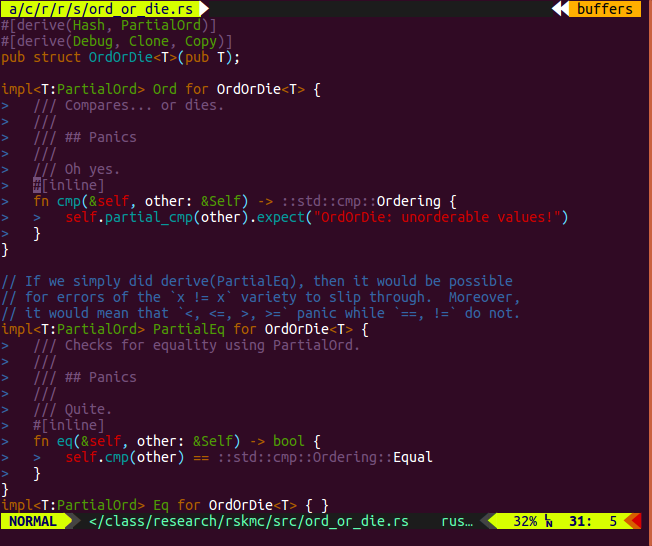 a/c/r/r/s/ord_or_die.rs buffers
#[derive(Hash, PartialOrd)]
#[derive(Debug, Clone, Copy)]
pub struct OrdOrDie<T>(pub T);
impl<T:PartialOrd> Ord for OrdOrDie<T> {
> /// Compares... or dies.
> ///
> /// ## Panics
> ///
> /// Oh yes.
> #[inline]
> fn cmp(&self, other: &Self) -> ::std::cmp::Ordering {
> > self.partial_cmp(other).expect("OrdOrDie: unorderable values!")
> }
}
// If we simply did derive(PartialEq), then it would be possible
// for errors of the `x != x` variety to slip through.  Moreover,
// it would mean that `<, <=, >, >=` panic while `==, !=` do not.
impl<T:PartialOrd> PartialEq for OrdOrDie<T> {
> /// Checks for equality using PartialOrd.
> ///
> /// ## Panics
> ///
> /// Quite.
> #[inline]
> fn eq(&self, other: &Self) -> bool {
> > self.cmp(other) == ::std::cmp::Ordering::Equal
> }
}
impl<T:PartialOrd> Eq for OrdOrDie<T> { }
NORMAL </class/research/rskmc/src/ord_or_die.rs rus… 32% LN 31: 5